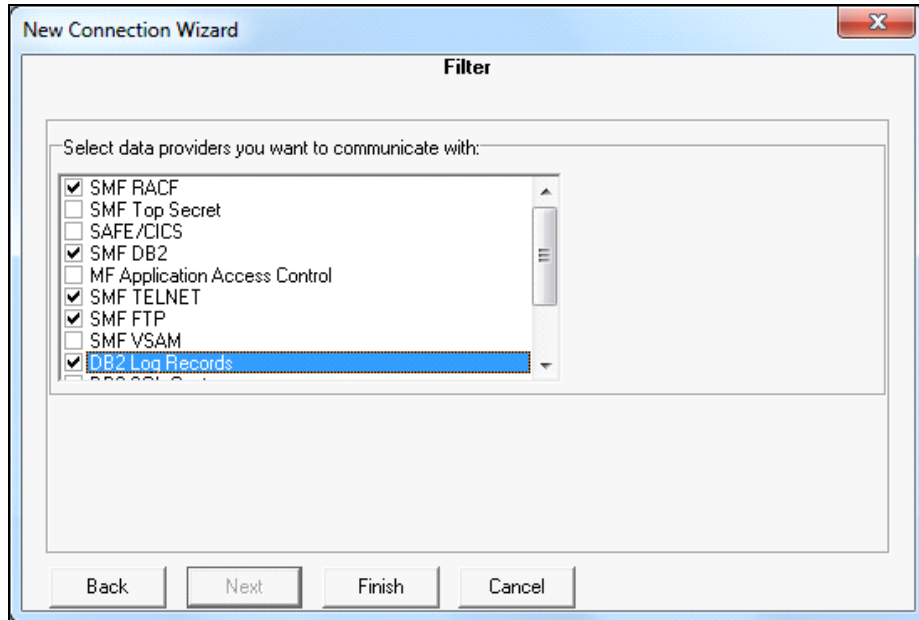 New Connection Wizard
Filter
Select data providers you want to communicate with:
SMF RACF
SMF Top Secret
SAFE/CICS
SMF DB2
MF Application Access Control
SMF TELNET
SMF FTP
SMF VSAM
DB2 Log Records
Back Next Finish Cancel